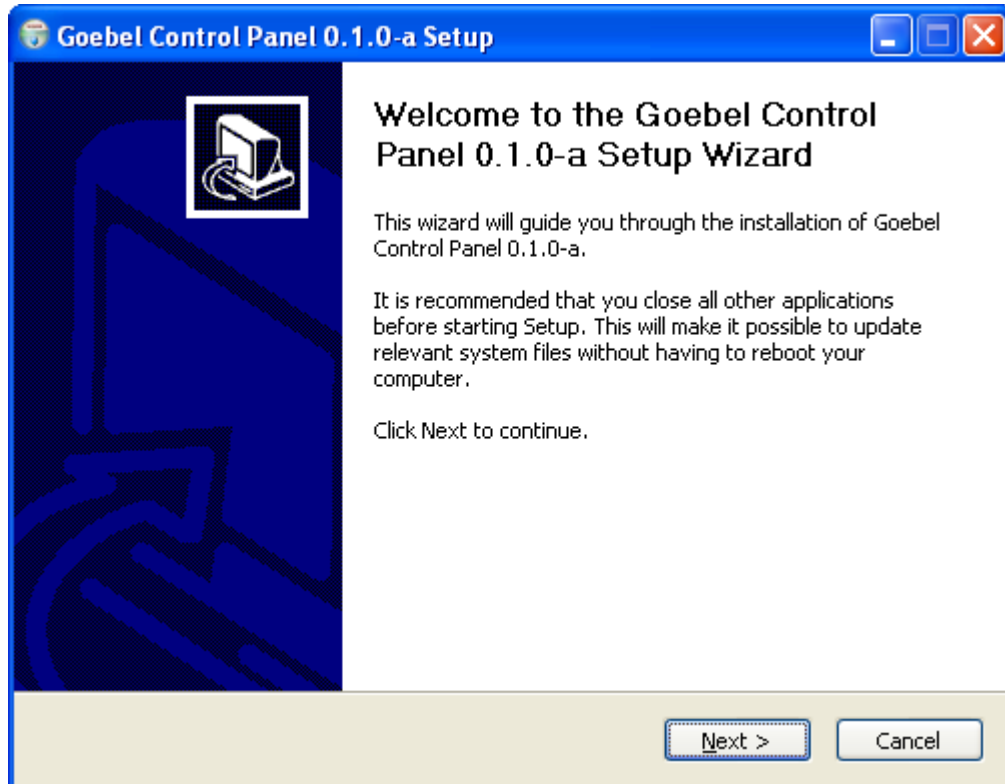 Goebel Control Panel 0.1.0-a Setup
Welcome to the Goebel Control
Panel 0.1.0-a Setup Wizard
This wizard will guide you through the installation of Goebel
Control Panel 0.1.0-a.
It is recommended that you close all other applications
before starting Setup. This will make it possible to update
relevant system files without having to reboot your
computer.
Click Next to continue.
Next >
Cancel